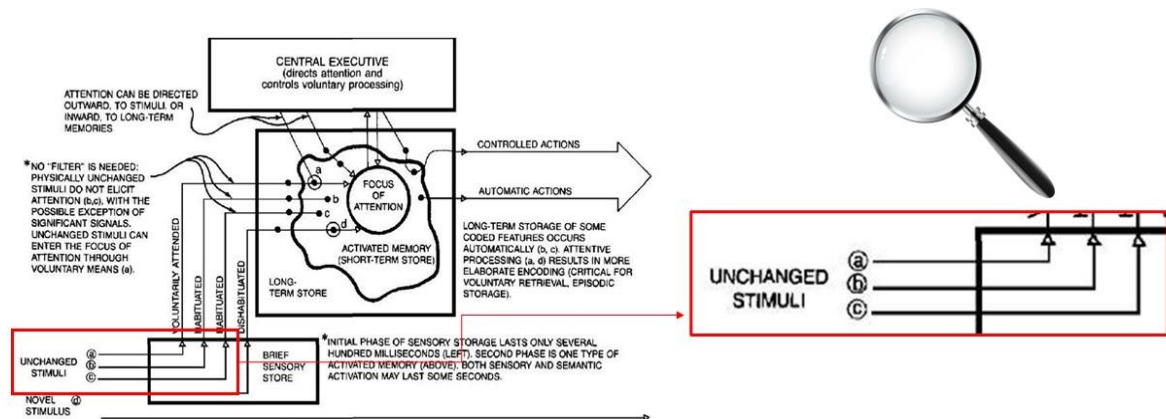 CENTRAL EXECUTIVE
(directs attention and
controls voluntary processing)
ATTENTION CAN BE DIRECTED
OUTWARD, TO STIMULI, OR
INWARD, TO LONG-TERM
MEMORIES
*NO "FILTER" IS NEEDED:
PHYSICALLY UNCHANGED
STIMULI DO NOT ELICIT
ATTENTION (b,c), WITH THE
POSSIBLE EXCEPTION OF
SIGNIFICANT SIGNALS.
UNCHANGED STIMULI CAN
ENTER THE FOCUS OF
ATTENTION THROUGH
VOLUNTARY MEANS (a).
a
b
c
d
FOCUS
OF
ATTENTION
ACTIVATED MEMORY
(SHORT-TERM STORE)
LONG-
TERM STORE
CONTROLLED ACTIONS
AUTOMATIC ACTIONS
LONG-TERM STORAGE OF SOME
CODED FEATURES OCCURS
AUTOMATICALLY (b, c). ATTENTIVE
PROCESSING (a, d) RESULTS IN MORE
ELABORATE ENCODING (CRITICAL FOR
VOLUNTARY RETRIEVAL, EPISODIC
STORAGE).
VOLUNTARILY ATTENDED
HABITUATED
HABITUATED
DISHABITUATED
*INITIAL PHASE OF SENSORY STORAGE LASTS ONLY SEVERAL
HUNDRED MILLISECONDS (LEFT). SECOND PHASE IS ONE TYPE OF
ACTIVATED MEMORY (ABOVE). BOTH SENSORY AND SEMANTIC
ACTIVATION MAY LAST SOME SECONDS.
UNCHANGED
STIMULI
ⓐ
ⓑ
ⓒ
BRIEF
SENSORY
STORE
NOVEL ⓓ
STIMULUS
UNCHANGED
STIMULI
ⓐ
ⓑ
ⓒ